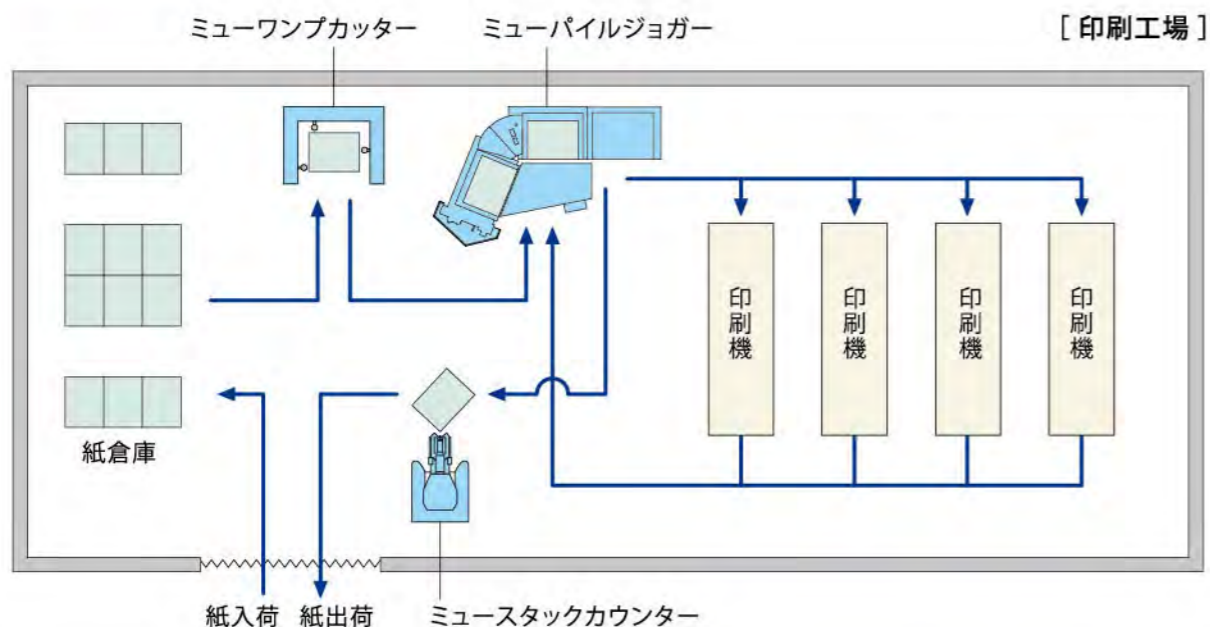 ミューワンプカッター
ミューパイルジョガー
[ 印刷工場 ]
印刷機
印刷機
印刷機
印刷機
紙倉庫
紙入荷
紙出荷
ミュースタックカウンター